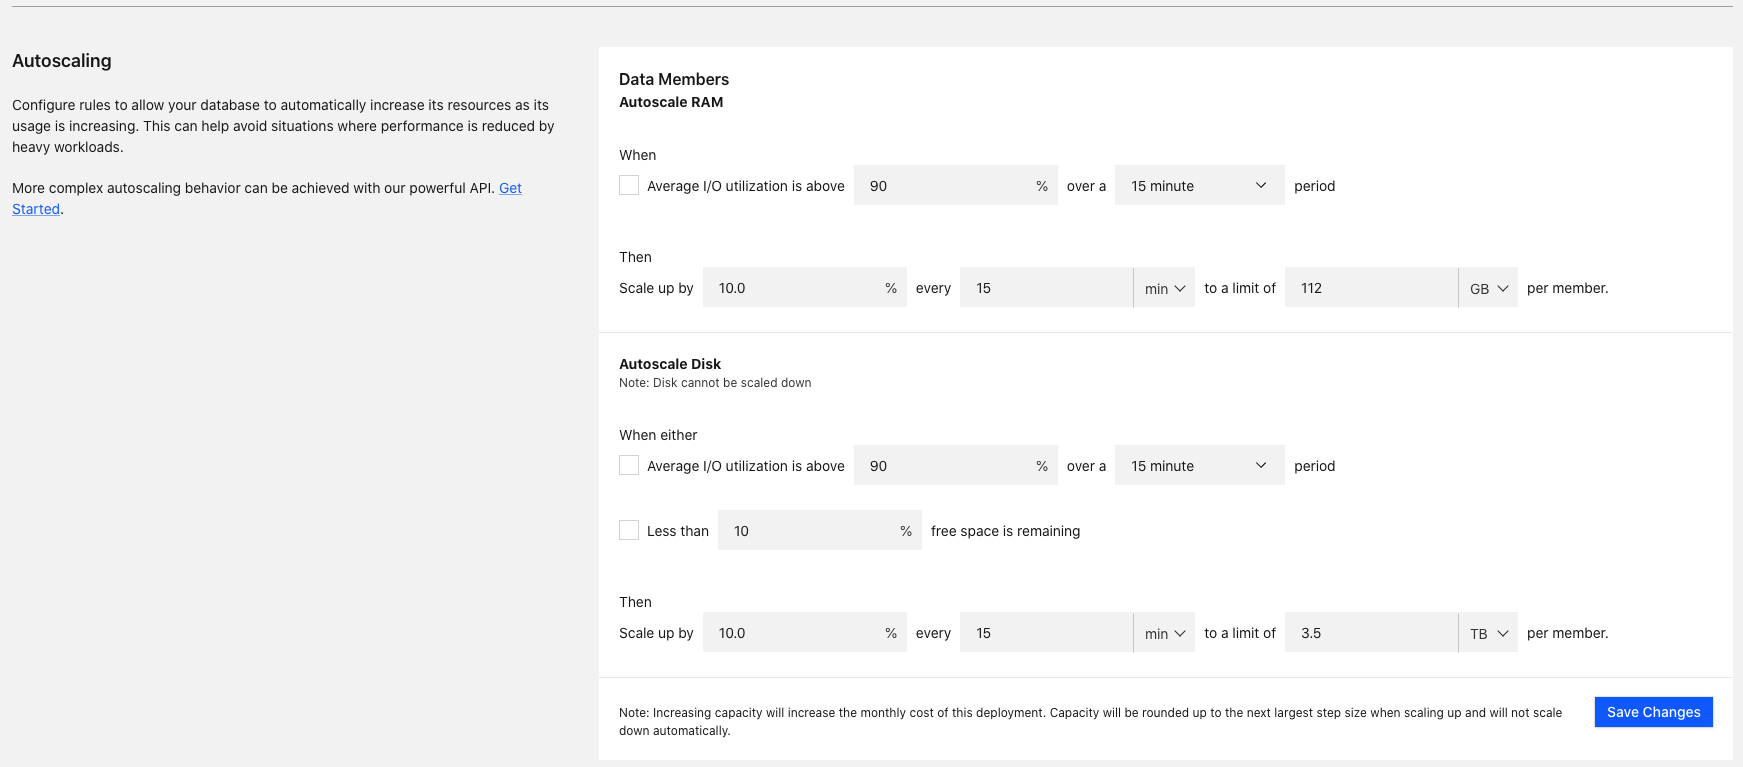 Autoscaling
Configure rules to allow your database to automatically increase its resources as its
usage is increasing. This can help avoid situations where performance is reduced by
heavy workloads.
More complex autoscaling behavior can be achieved with our powerful API. Get
Started.
Data Members
Autoscale RAM
When
Average I/O utilization is above 90 % over a 15 minute period
Then
Scale up by 10.0 % every 15 min to a limit of 112 GB per member.
Autoscale Disk
Note: Disk cannot be scaled down
When either
Average I/O utilization is above 90 % over a 15 minute period
Less than 10 % free space is remaining
Then
Scale up by 10.0 % every 15 min to a limit of 3.5 TB per member.
Note: Increasing capacity will increase the monthly cost of this deployment. Capacity will be rounded up to the next largest step size when scaling up and will not scale
down automatically.
Save Changes